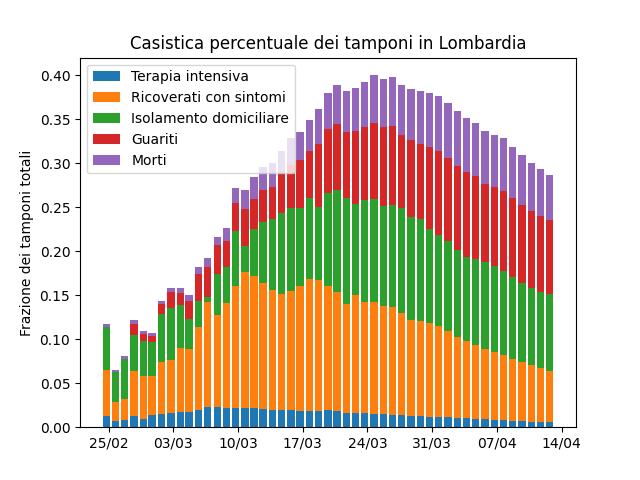 Casistica percentuale dei tamponi in Lombardia
Terapia intensiva
Ricoverati con sintomi
Isolamento domiciliare
Guariti
Morti
Frazione dei tamponi totali
0.40
0.35
0.30
0.25
0.20
0.15
0.10
0.05
0.00
25/02 03/03 10/03 17/03 24/03 31/03 07/04 14/04